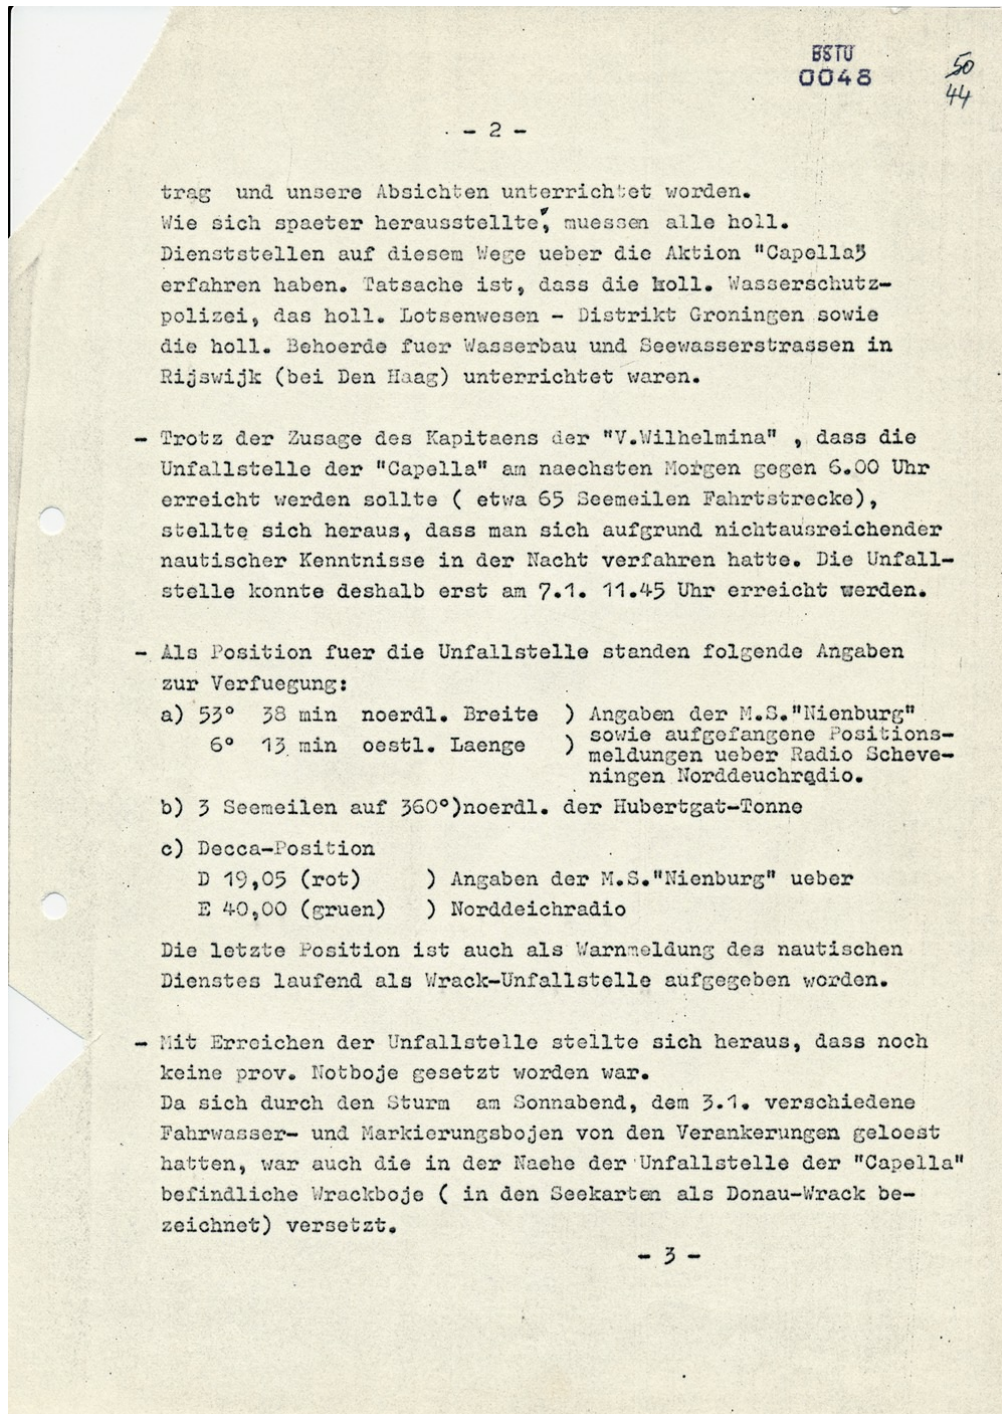 BSTU
0048
50
44
- 2 -
trag  und unsere Absichten unterrichtet worden.
Wie sich spaeter herausstellte, muessen alle holl.
Dienststellen auf diesem Wege ueber die Aktion "Capella3
erfahren haben. Tatsache ist, dass die holl. Wasserschutz-
polizei, das holl. Lotsenwesen - Distrikt Groningen sowie
die holl. Behoerde fuer Wasserbau und Seewasserstrassen in
Rijswijk (bei Den Haag) unterrichtet waren.
- Trotz der Zusage des Kapitaens der "V.Wilhelmina" , dass die
Unfallstelle der "Capella" am naechsten Morgen gegen 6.00 Uhr
erreicht werden sollte ( etwa 65 Seemeilen Fahrtstrecke),
stellte sich heraus, dass man sich aufgrund nichtausreichender
nautischer Kenntnisse in der Nacht verfahren hatte. Die Unfall-
stelle konnte deshalb erst am 7.1. 11.45 Uhr erreicht werden.
- Als Position fuer die Unfallstelle standen folgende Angaben
zur Verfuegung:
a) 53° 38 min noerdl. Breite ) Angaben der M.S."Nienburg"
sowie aufgefangene Positions-
6° 13 min oestl. Laenge )
meldungen ueber Radio Scheve-
ningen Norddeuchradio.
b) 3 Seemeilen auf 360°)noerdl. der Hubertgat-Tonne
c) Decca-Position
D 19,05 (rot) ) Angaben der M.S."Nienburg" ueber
E 40,00 (gruen) ) Norddeichradio
Die letzte Position ist auch als Warnmeldung des nautischen
Dienstes laufend als Wrack-Unfallstelle aufgegeben worden.
- Mit Erreichen der Unfallstelle stellte sich heraus, dass noch
keine prov. Notboje gesetzt worden war.
Da sich durch den Sturm  am Sonnabend, dem 3.1. verschiedene
Fahrwasser- und Markierungsbojen von den Verankerungen geloest
hatten, war auch die in der Naehe der Unfallstelle der "Capella"
befindliche Wrackboje ( in den Seekarten als Donau-Wrack be-
zeichnet) versetzt.
- 3 -